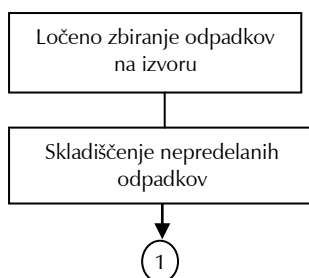 Ločeno zbiranje odpadkov
na izvoru
Skladiščenje nepredelanih
odpadkov
1